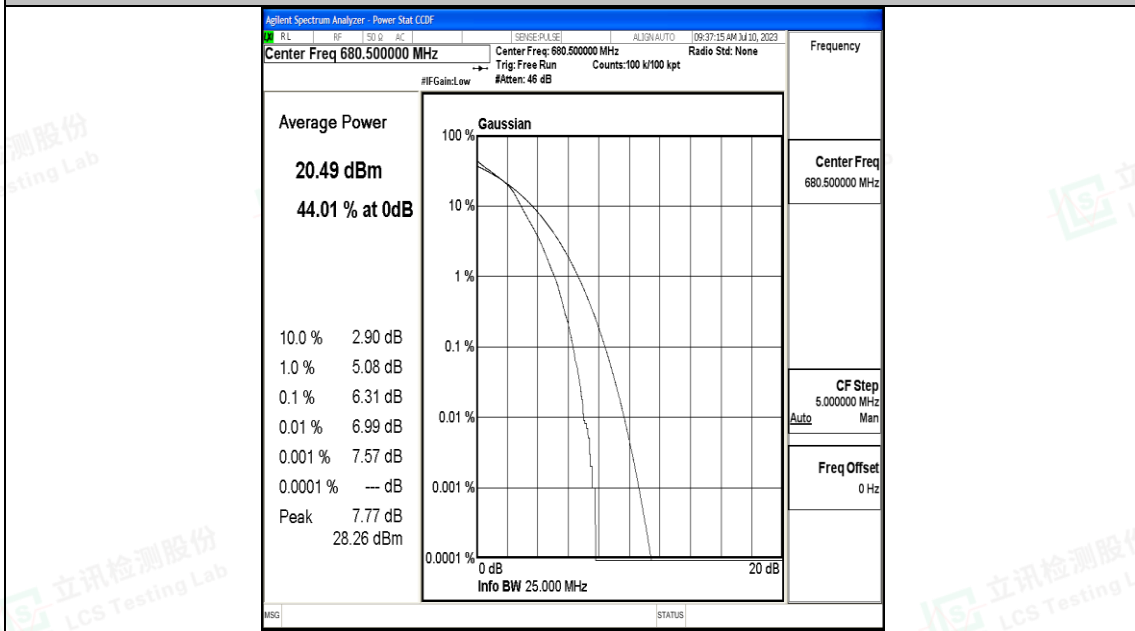 Agilent Spectrum Analyzer - Power Stat CCDF
RL RF 50 Ω AC SENSE:PULSE ALIGN AUTO 09:37:15 AM Jul 10, 2023
Center Freq 680.500000 MHz
Center Freq: 680.500000 MHz Radio Std: None
Trig: Free Run Counts:100 k/100 kpt
#IFGain:Low #Atten: 46 dB
Frequency
Average Power
20.49 dBm
44.01 % at 0dB
10.0 % 2.90 dB
1.0 % 5.08 dB
0.1 % 6.31 dB
0.01 % 6.99 dB
0.001 % 7.57 dB
0.0001 % --- dB
Peak 7.77 dB
28.26 dBm
Gaussian
100 %
10 %
1 %
0.1 %
0.01 %
0.001 %
0.0001 %
0 dB 20 dB
Info BW 25.000 MHz
Center Freq
680.500000 MHz
CF Step
5.000000 MHz
Auto Man
Freq Offset
0 Hz
MSG STATUS
立讯检测股份
LCS Testing Lab